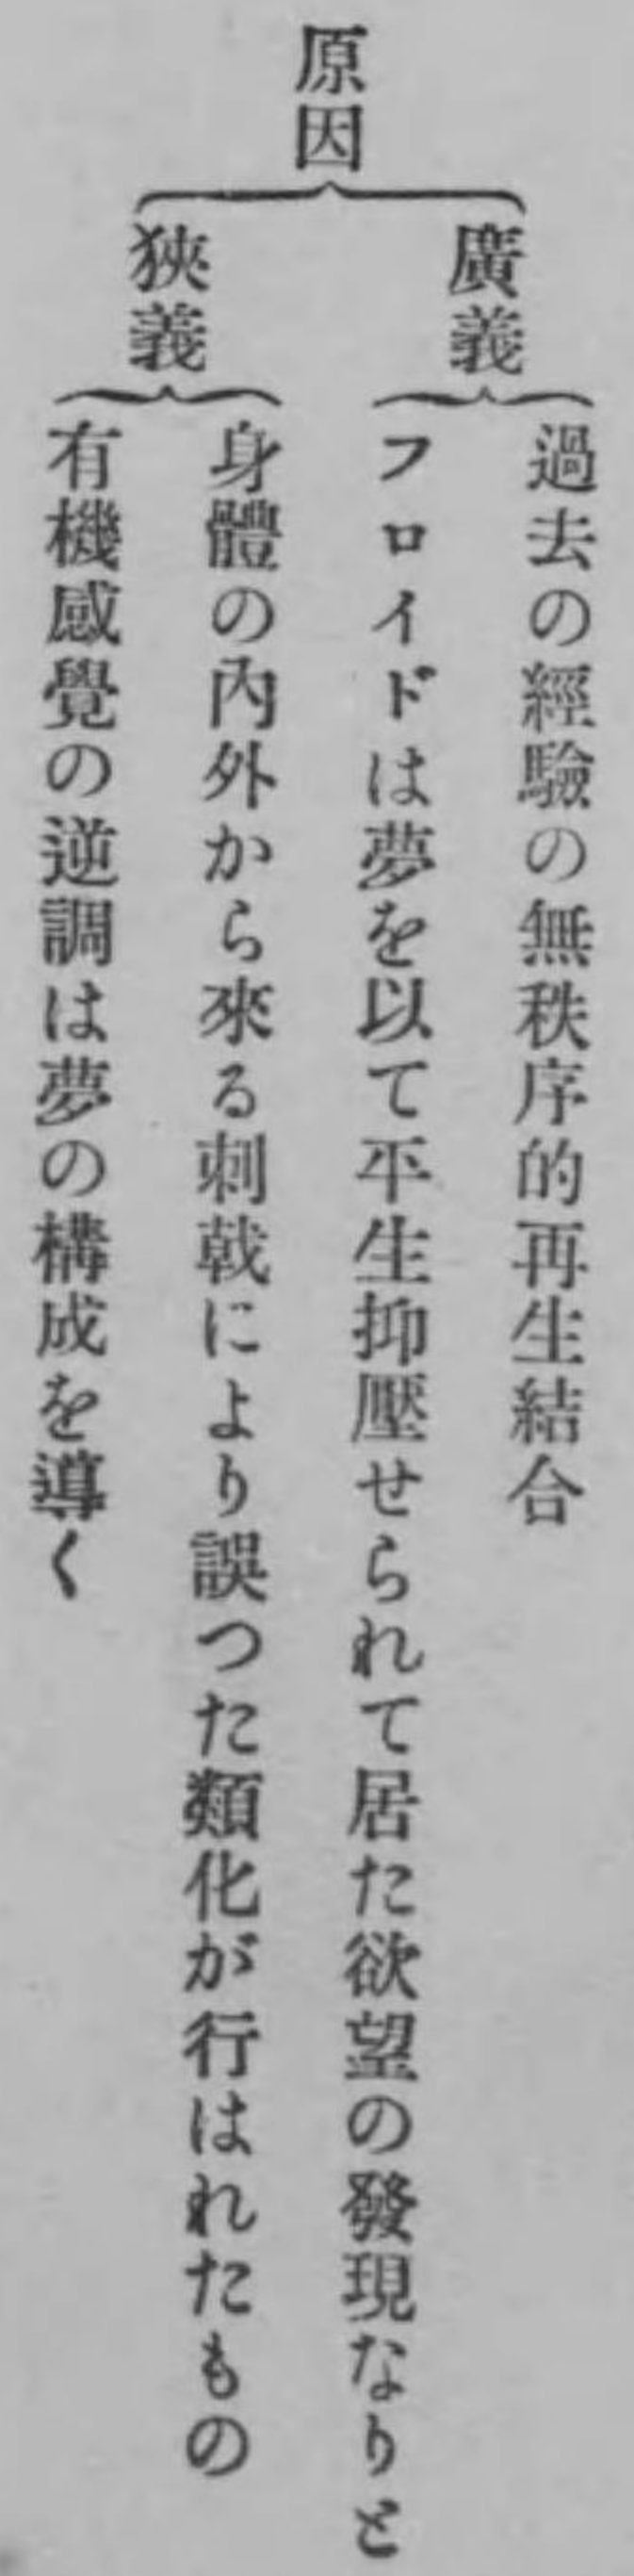 原因
廣義
過去の經驗の無秩序的再生結合
フロイドは夢を以て平生抑壓せられて居た欲望の發現なりと
狹義
身體の內外から來る刺戟により誤つた類化が行はれたもの
有機感覺の逆調は夢の構成を導く